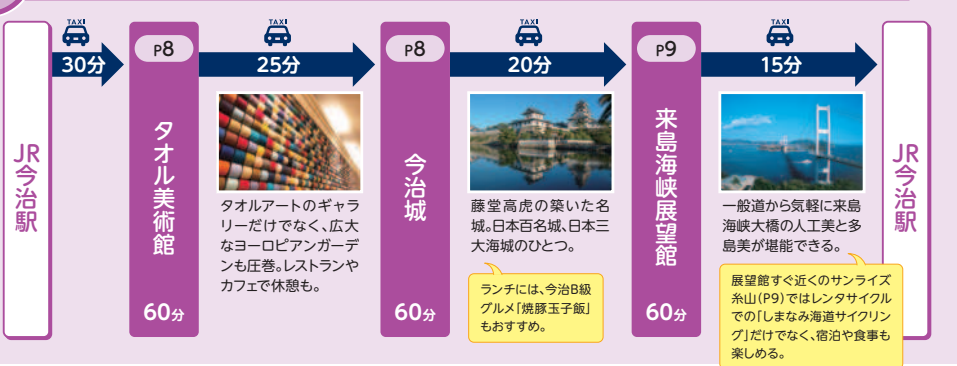 JR今治駅
TAXI
30分
P8
タオル美術館
60分
TAXI
25分
タオルアートのギャラ
リーだけでなく、広大
なヨーロピアンガーデ
ンも圧巻。レストランや
カフェで休憩も。
P8
今治城
60分
TAXI
20分
藤堂高虎の築いた名
城。日本百名城、日本三
大海城のひとつ。
ランチには、今治B級
グルメ「焼豚玉子飯」
もおすすめ。
P9
来島海峡展望館
60分
TAXI
15分
一般道から気軽に来島
海峡大橋の人工美と多
島美が堪能できる。
展望館すぐ近くのサンライズ
糸山(P9)ではレンタサイクル
での「しまなみ海道サイクリン
グ」だけでなく、宿泊や食事も
楽しめる。
JR今治駅